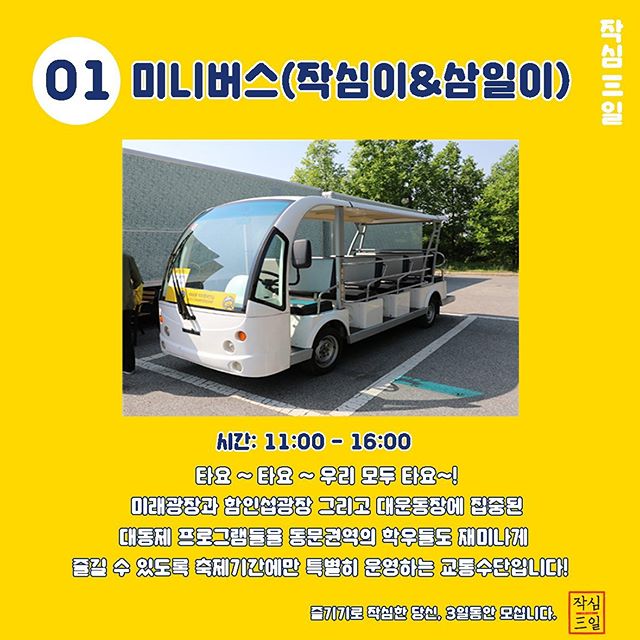 작심삼일
01 미니버스(작심이&삼일이)
시간: 11:00 - 16:00
타요 ~ 타요 ~ 우리 모두 타요~!
미래광장과 함인섭광장 그리고 대운동장에 집중된
대동제 프로그램들을 동문권역의 학우들도 재미나게
즐길 수 있도록 축제기간에만 특별히 운영하는 교통수단입니다!
즐기기로 작심한 당신, 3일동안 모십니다.
작심
三일